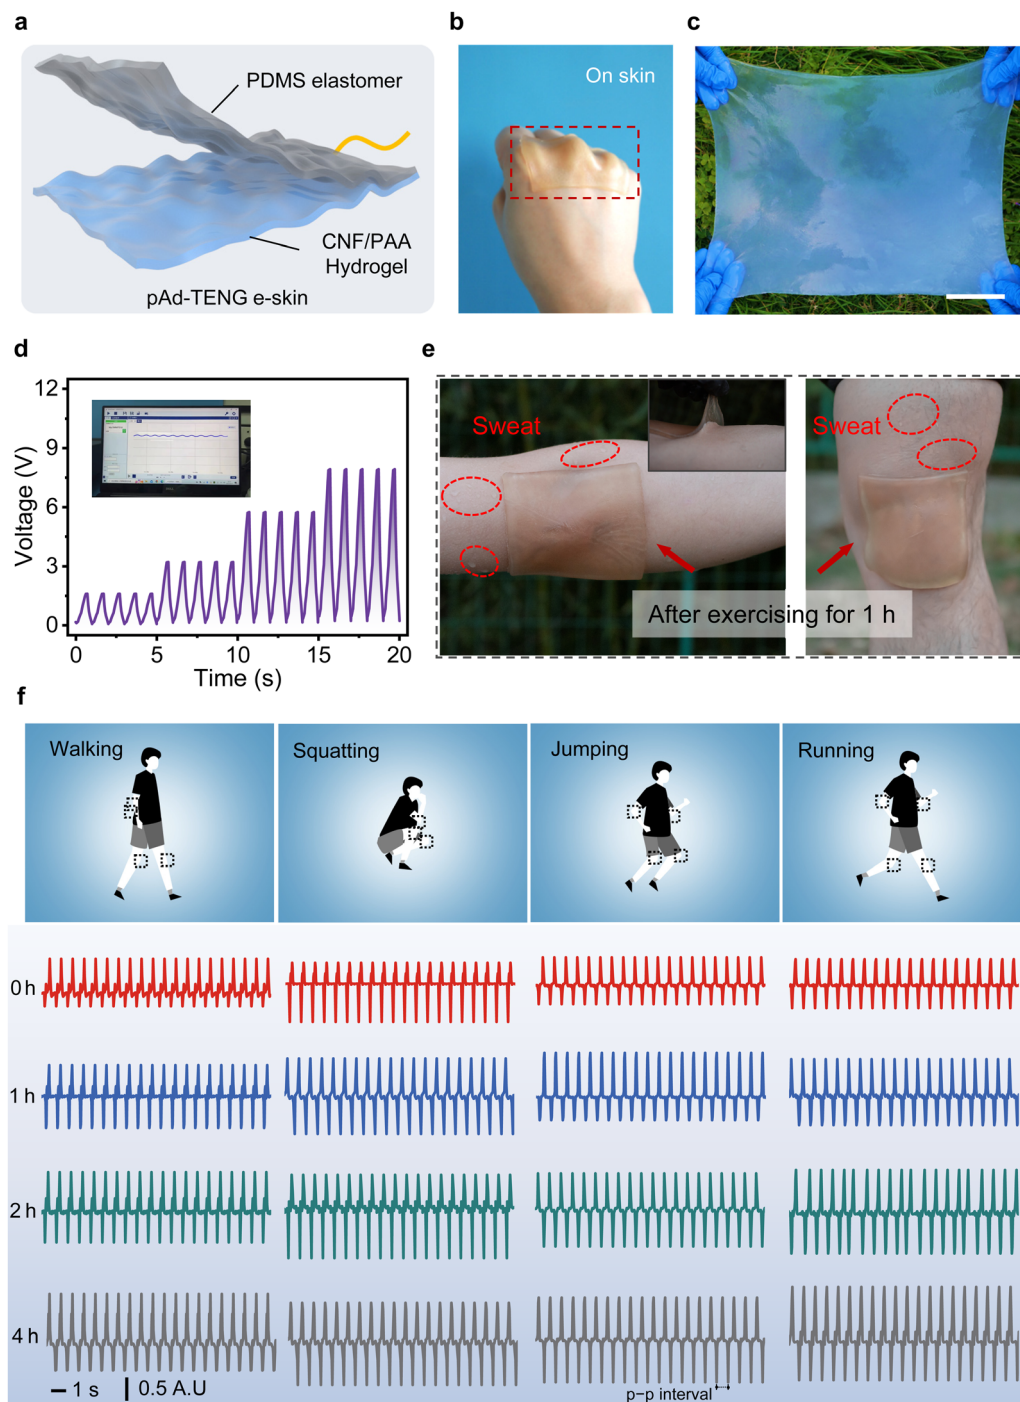 a
PDMS elastomer
CNF/PAA
Hydrogel
pAd-TENG e-skin
b
On skin
c
d
12
9
6
3
0
Voltage (V)
0 5 10 15 20
Time (s)
e
Sweat
Sweat
After exercising for 1 h
f
Walking
Squatting
Jumping
Running
0 h
1 h
2 h
4 h
1 s
0.5 A.U
p–p interval